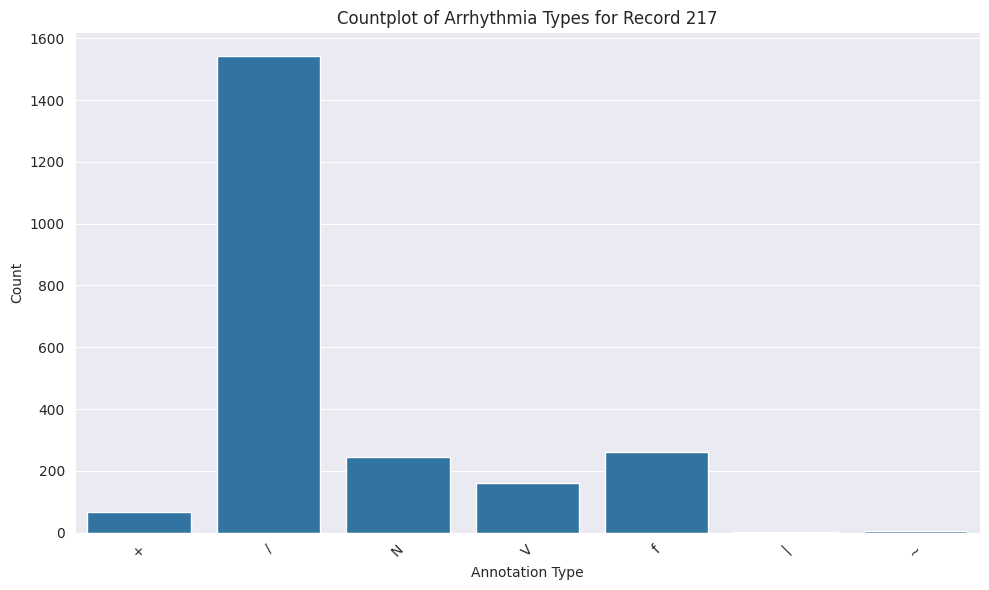 Countplot of Arrhythmia Types for Record 217
1600
1400
1200
1000
800
600
400
200
0
Count
+ / N V f | ~
Annotation Type